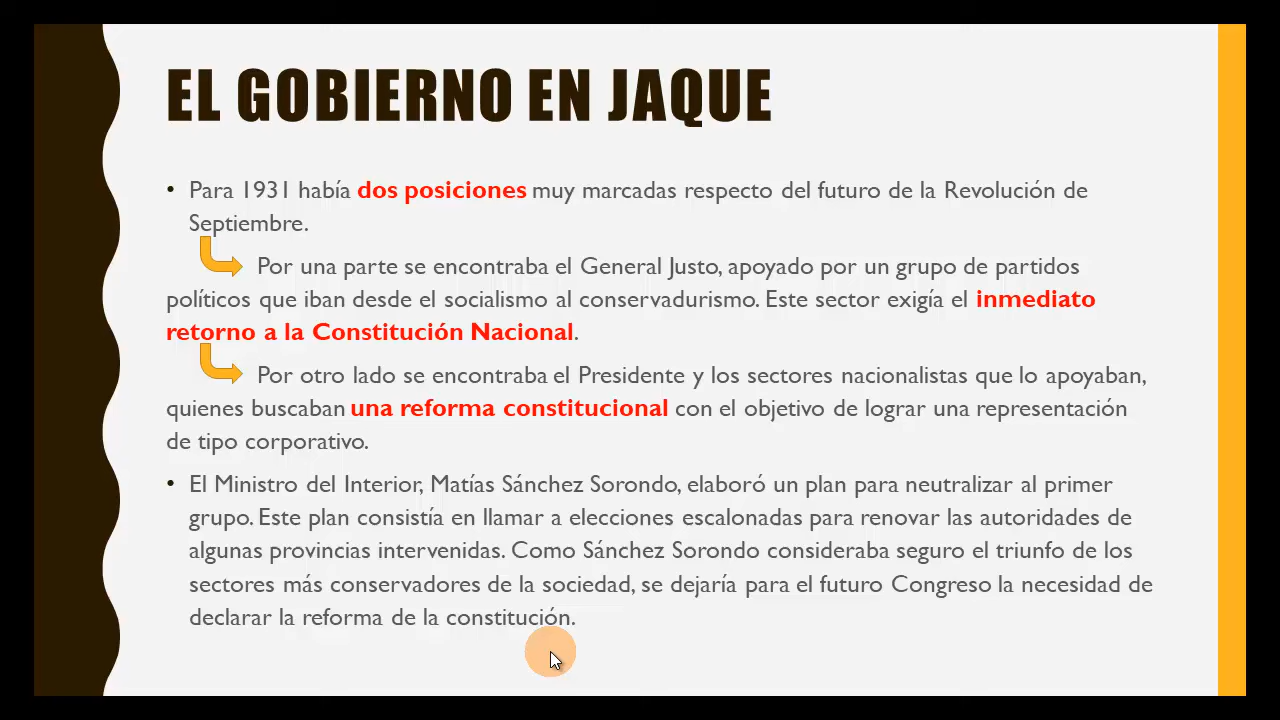 EL GOBIERNO EN JAQUE
• Para 1931 había dos posiciones muy marcadas respecto del futuro de la Revolución de
Septiembre.
Por una parte se encontraba el General Justo, apoyado por un grupo de partidos
políticos que iban desde el socialismo al conservadurismo. Este sector exigía el inmediato
retorno a la Constitución Nacional.
Por otro lado se encontraba el Presidente y los sectores nacionalistas que lo apoyaban,
quienes buscaban una reforma constitucional con el objetivo de lograr una representación
de tipo corporativo.
• El Ministro del Interior, Matías Sánchez Sorondo, elaboró un plan para neutralizar al primer
grupo. Este plan consistía en llamar a elecciones escalonadas para renovar las autoridades de
algunas provincias intervenidas. Como Sánchez Sorondo consideraba seguro el triunfo de los
sectores más conservadores de la sociedad, se dejaría para el futuro Congreso la necesidad de
declarar la reforma de la constitución.